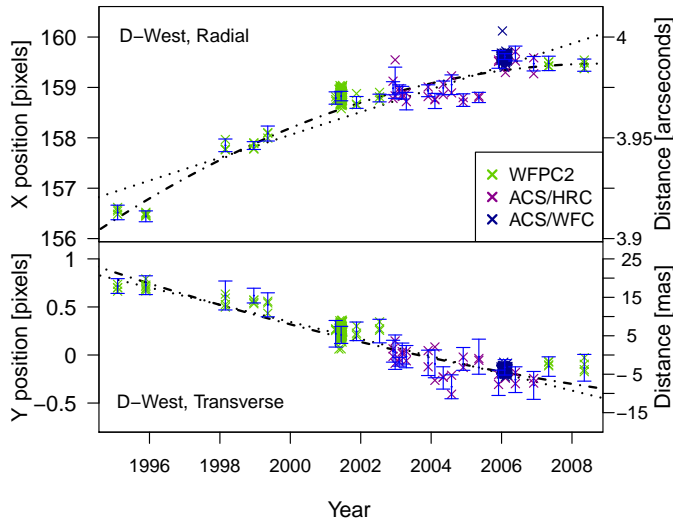 D−West, Radial
X position [pixels]
160
159
158
157
156
4
3.95
3.9
Distance [arcseconds]
WFPC2
ACS/HRC
ACS/WFC
Y position [pixels]
1
0.5
0
−0.5
25
15
5
−5
−15
Distance [mas]
D−West, Transverse
1996
1998
2000
2002
2004
2006
2008
Year